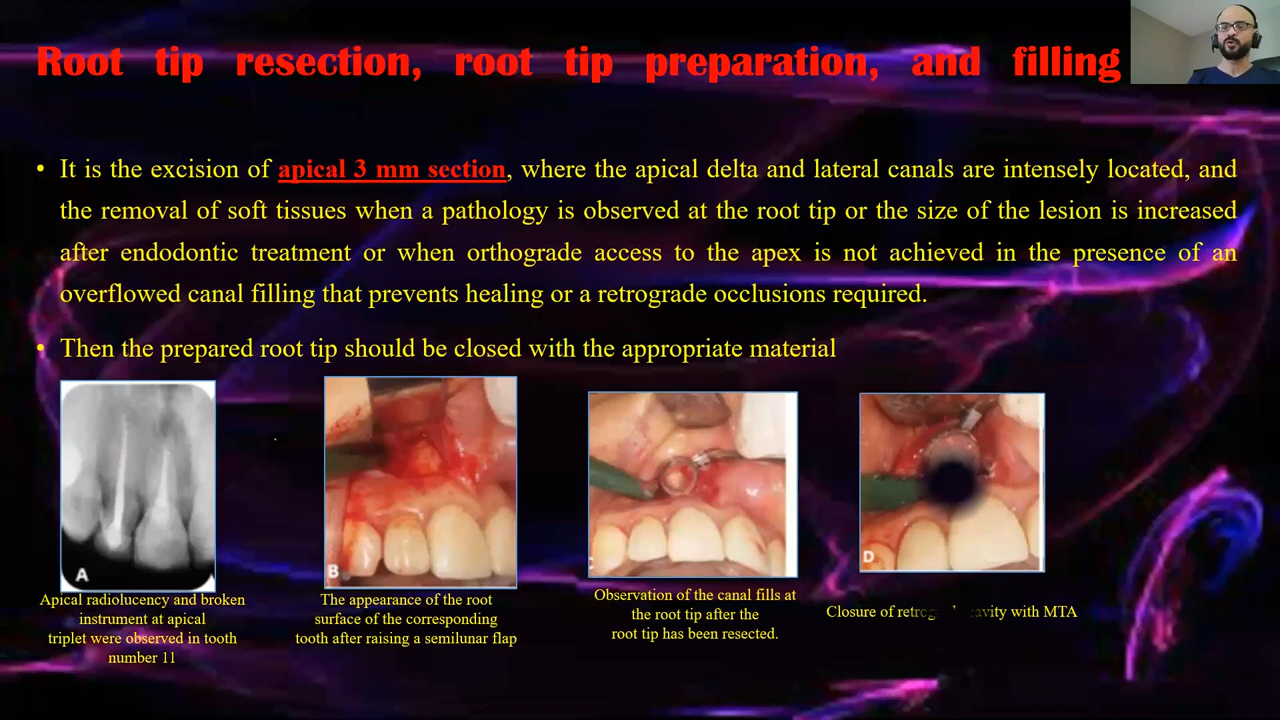 Root tip resection, root tip preparation, and filling
• It is the excision of apical 3 mm section, where the apical delta and lateral canals are intensely located, and
the removal of soft tissues when a pathology is observed at the root tip or the size of the lesion is increased
after endodontic treatment or when orthograde access to the apex is not achieved in the presence of an
overflowed canal filling that prevents healing or a retrograde occlusions required.
• Then the prepared root tip should be closed with the appropriate material
A
B
D
Apical radiolucency and broken
instrument at apical
triplet were observed in tooth
number 11
The appearance of the root
surface of the corresponding
tooth after raising a semilunar flap
Observation of the canal fills at
the root tip after the
root tip has been resected.
Closure of with MTA